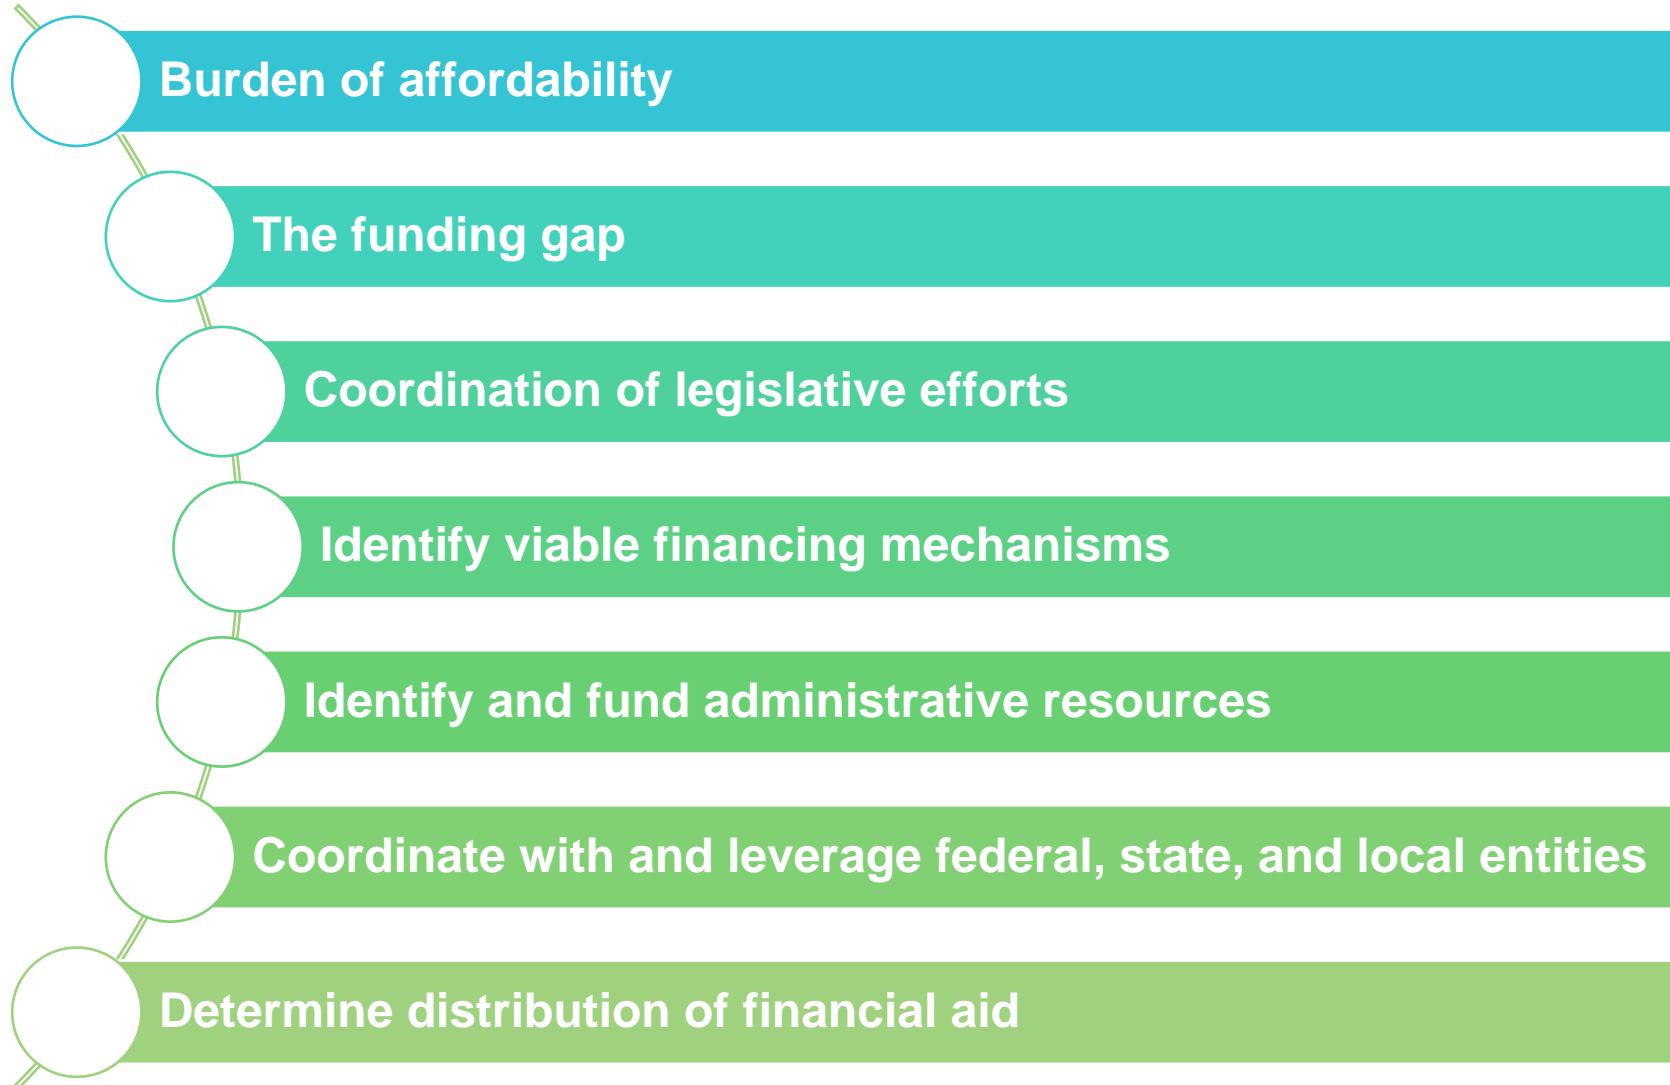 Burden of affordability
The funding gap
Coordination of legislative efforts
Identify viable financing mechanisms
Identify and fund administrative resources
Coordinate with and leverage federal, state, and local entities
Determine distribution of financial aid